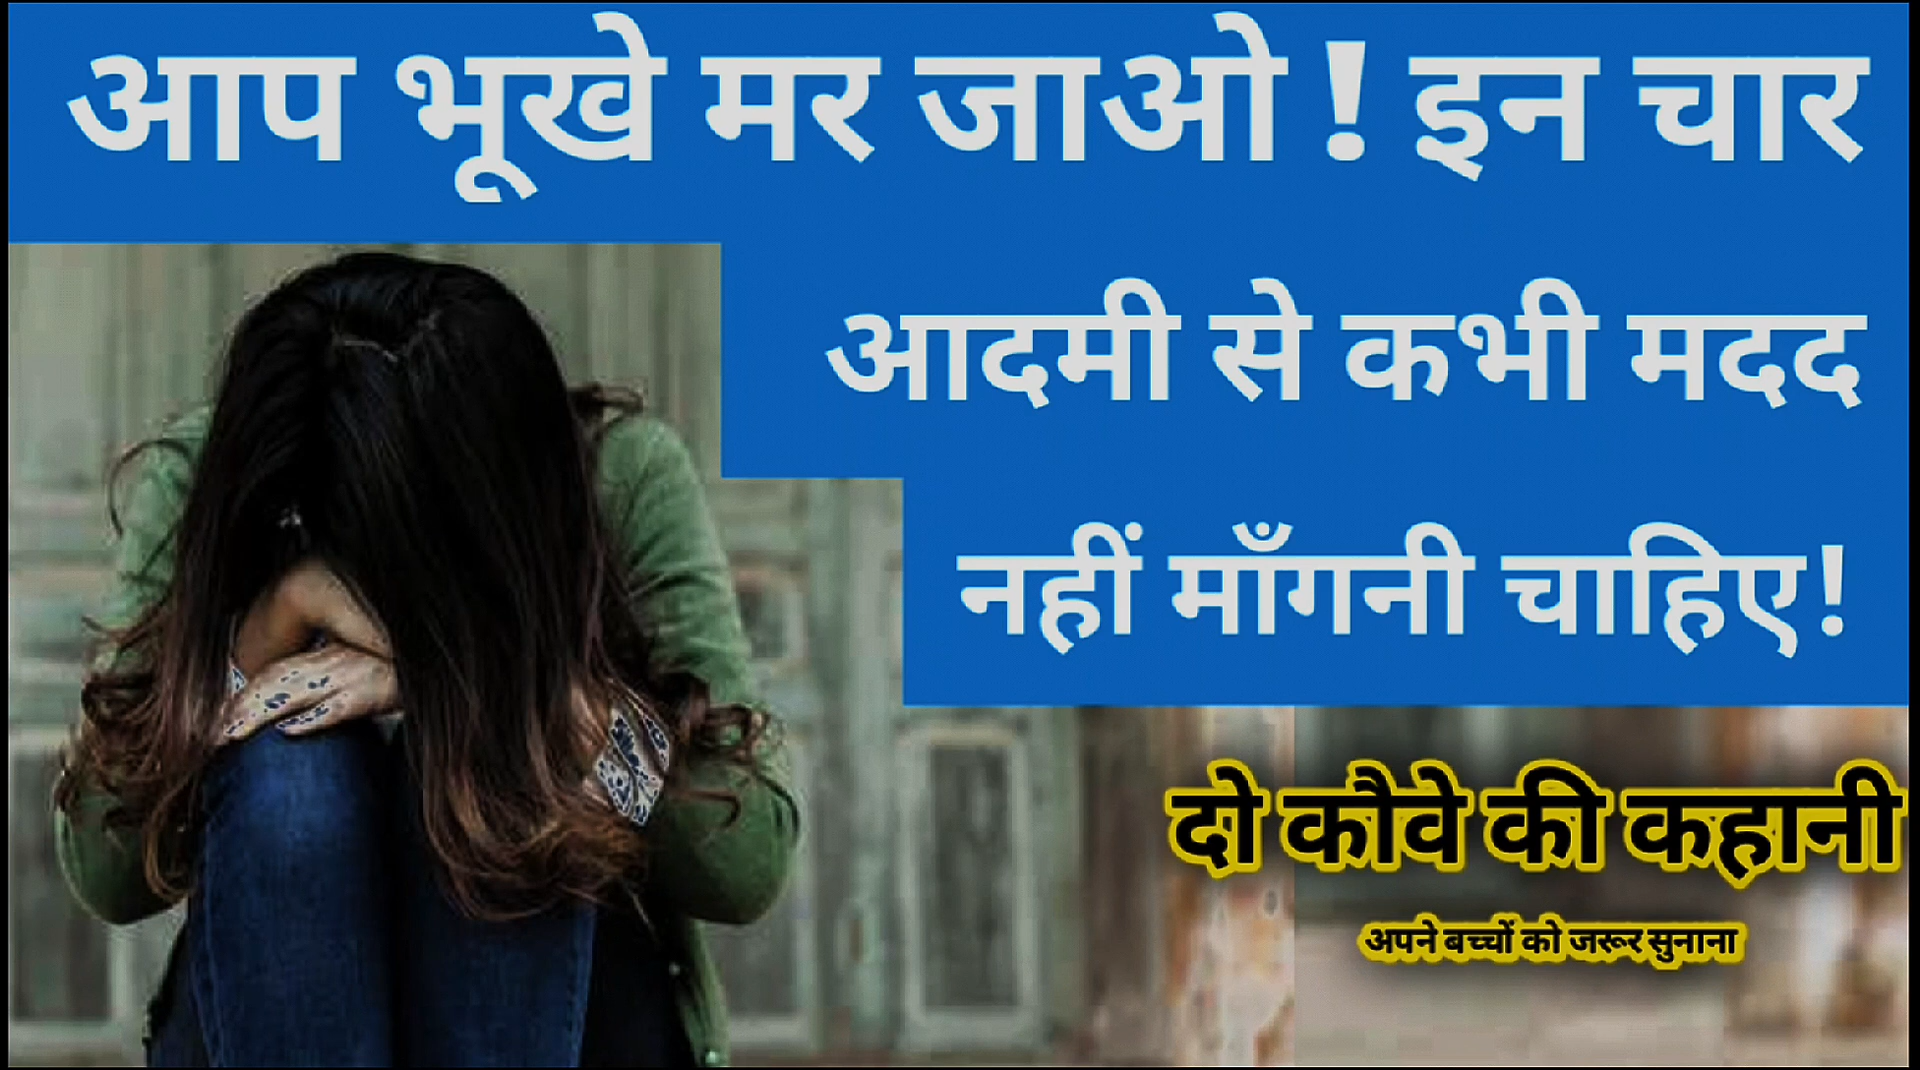 आप भूखे मर जाओ ! इन चार
आदमी से कभी मदद
नहीं माँगनी चाहिए!
दो कौवे की कहानी
अपने बच्चों को जरूर सुनाना